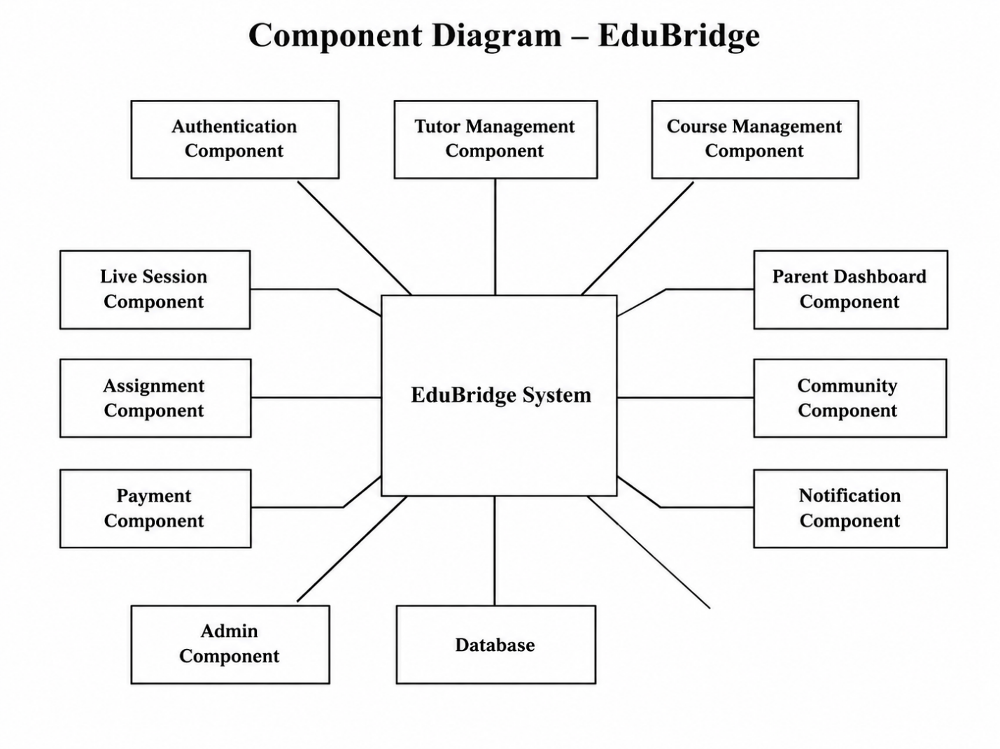 Component Diagram – EduBridge
Authentication
Component
Tutor Management
Component
Course Management
Component
Live Session
Component
Parent Dashboard
Component
Assignment
Component
EduBridge System
Community
Component
Payment
Component
Notification
Component
Admin
Component
Database